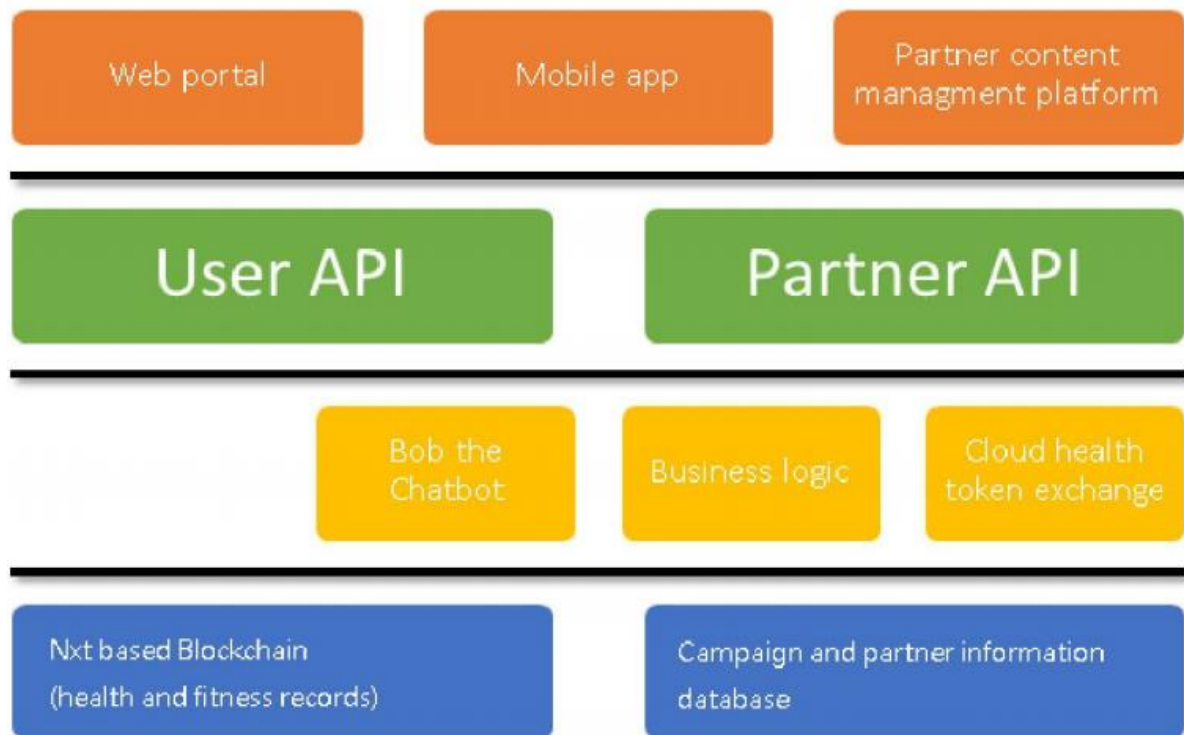 Web portal
Mobile app
Partner content
managment platform
User API
Partner API
Bob the
Chatbot
Business logic
Cloud health
token exchange
Nxt based Blockchain
(health and fitness records)
Campaign and partner information
database